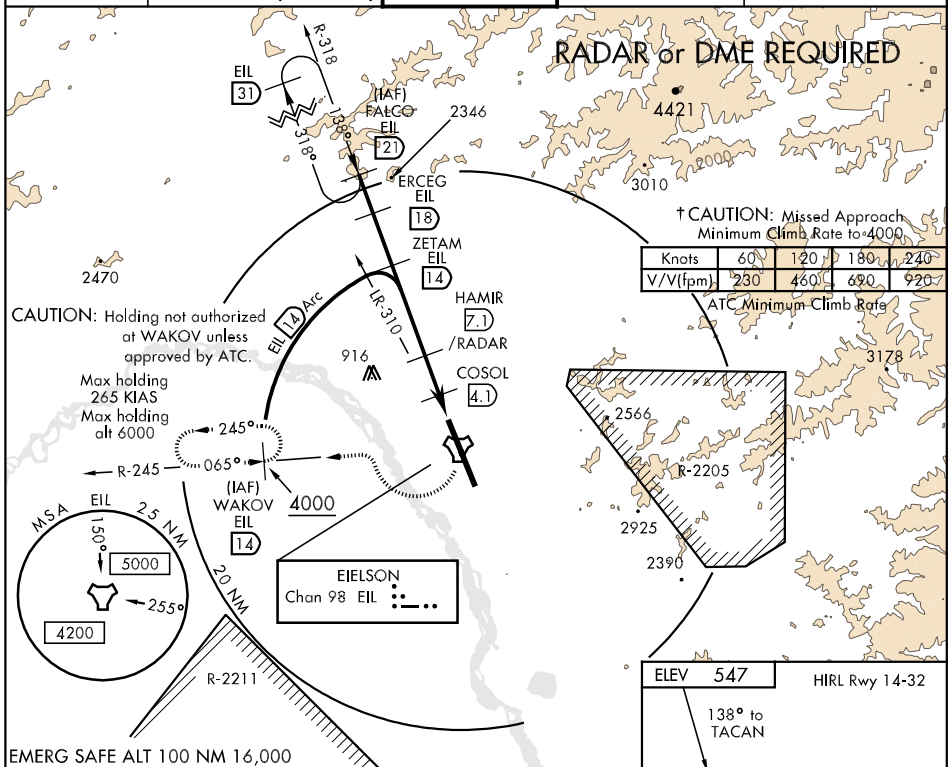 RADAR or DME REQUIRED
R-318
EIL
31
138°
318°
(IAF)
FALCO
EIL
21
2346
4421
2000
3010
ERCEG
EIL
18
† CAUTION: Missed Approach
Minimum Climb Rate to 4000
Knots 60 120 180 240
V/V(fpm) 230 460 690 920
ATC Minimum Climb Rate
ZETAM
EIL
14
2470
HAMIR
7.1
/RADAR
LR-310
EIL 14 Arc
CAUTION: Holding not authorized
at WAKOV unless
approved by ATC.
916
3178
COSOL
4.1
Max holding
265 KIAS
Max holding
alt 6000
2566
245°
065°
R-245
R-2205
(IAF)
WAKOV
EIL
14
4000
2925
2390
MSA EIL 25 NM
150°
5000
255°
4200
20 NM
EIELSON
Chan 98 EIL
R-2211
ELEV 547
HIRL Rwy 14-32
138° to
TACAN
EMERG SAFE ALT 100 NM 16,000